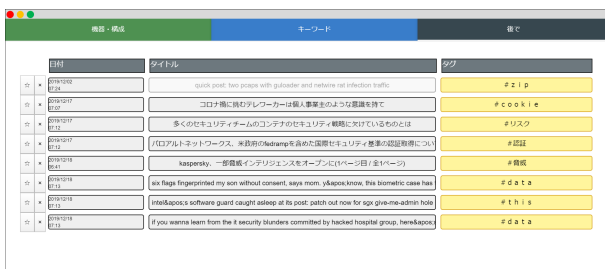 機器・構成 キーワード 後で
日付 タイトル タグ
☆ × 2019/12/02 07:24 quick post: two pcaps with guloader and netwire rat infection traffic #zip
☆ × 2019/12/17 07:07 コロナ禍に挑むテレワーカーは個人事業主のような意識を持て #cookie
☆ × 2019/12/17 07:12 多くのセキュリティチームのコンテナのセキュリティ戦略に欠けているものとは #リスク
☆ × 2019/12/17 07:12 パロアルトネットワークス、米政府のfedrampを含めた国際セキュリティ基準の認証取得につい #認証
☆ × 2019/12/18 06:41 kaspersky、一部脅威インテリジェンスをオープンに(1ページ目 / 全1ページ) #脅威
☆ × 2019/12/18 07:13 six flags fingerprinted my son without consent, says mom. y&apos;know, this biometric case has #data
☆ × 2019/12/18 07:13 intel&apos;s software guard caught asleep at its post: patch out now for sgx give-me-admin hole #this
☆ × 2019/12/18 07:13 if you wanna learn from the it security blunders committed by hacked hospital group, here&apos; #data